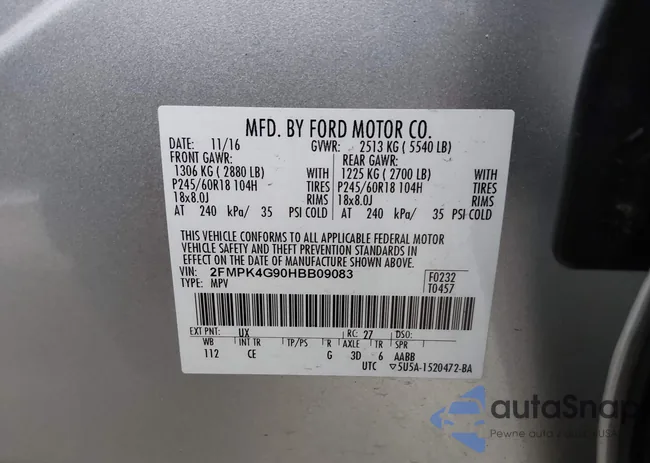 MFD. BY FORD MOTOR CO.
DATE: 11/16 GVWR: 2513 KG ( 5540 LB)
FRONT GAWR: REAR GAWR:
1306 KG ( 2880 LB) WITH 1225 KG ( 2700 LB) WITH
P245/60R18 104H TIRES P245/60R18 104H TIRES
18x8.0J RIMS 18x8.0J RIMS
AT 240 kPa/ 35 PSI COLD AT 240 kPa/ 35 PSI COLD
THIS VEHICLE CONFORMS TO ALL APPLICABLE FEDERAL MOTOR
VEHICLE SAFETY AND THEFT PREVENTION STANDARDS IN
EFFECT ON THE DATE OF MANUFACTURE SHOWN ABOVE.
VIN: 2FMPK4G90HBB09083 F0232
TYPE: MPV T0457
EXT PNT: UX RC: 27 DSO:
WB INT TR TP/PS R AXLE TR SPR
112 CE G 3D 6 AABB
UTC ▽5U5A-1520472-BA
autoSnap